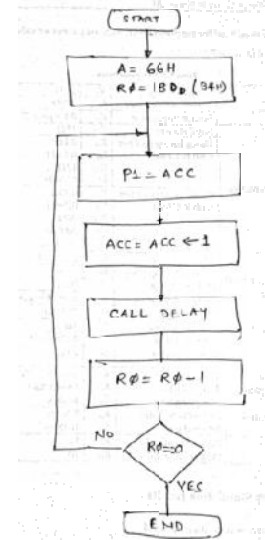 START
A = 66H
RØ = 180D (B4H)
P1 = ACC
ACC = ACC ← 1
CALL DELAY
RØ = RØ - 1
NO
RØ=0
YES
END